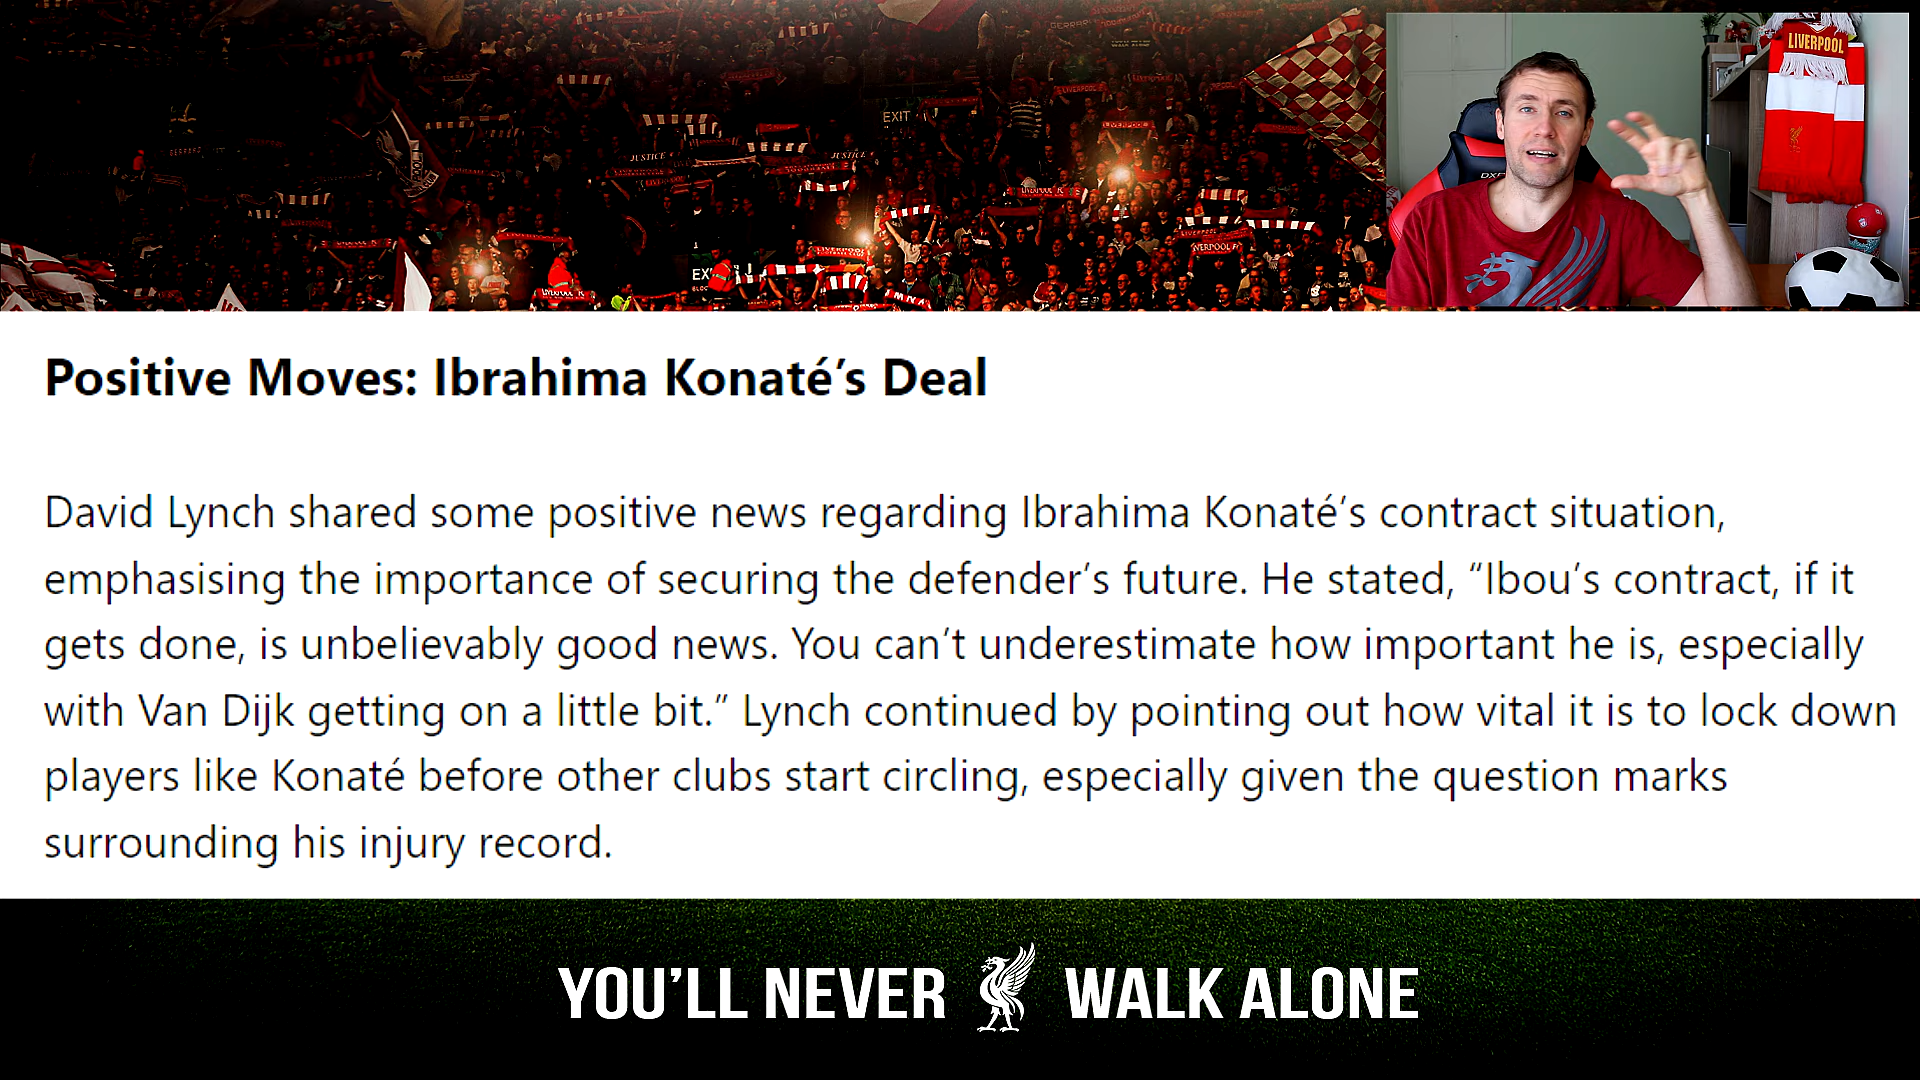 EXIT
JUSTICE
JUSTICE
LIVERPOOL
LIVERPOOL
DXR
Positive Moves: Ibrahima Konaté’s Deal
David Lynch shared some positive news regarding Ibrahima Konaté’s contract situation,
emphasising the importance of securing the defender’s future. He stated, “Ibou’s contract, if it
gets done, is unbelievably good news. You can’t underestimate how important he is, especially
with Van Dijk getting on a little bit.” Lynch continued by pointing out how vital it is to lock down
players like Konaté before other clubs start circling, especially given the question marks
surrounding his injury record.
YOU’LL NEVER WALK ALONE